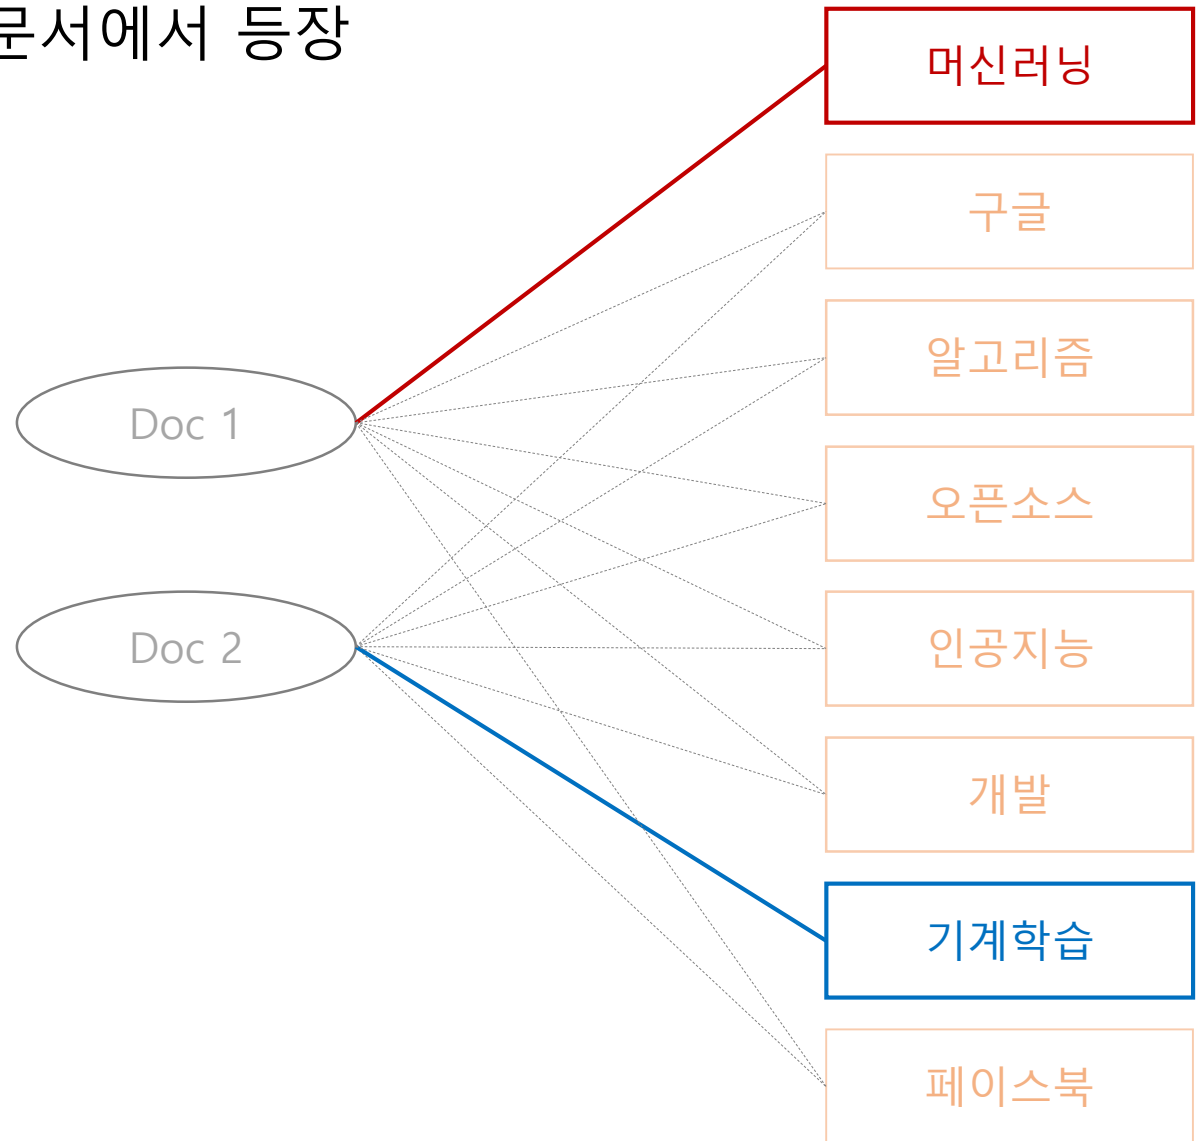 문서에서 등장
머신러닝
구글
알고리즘
Doc 1
오픈소스
Doc 2
인공지능
개발
기계학습
페이스북